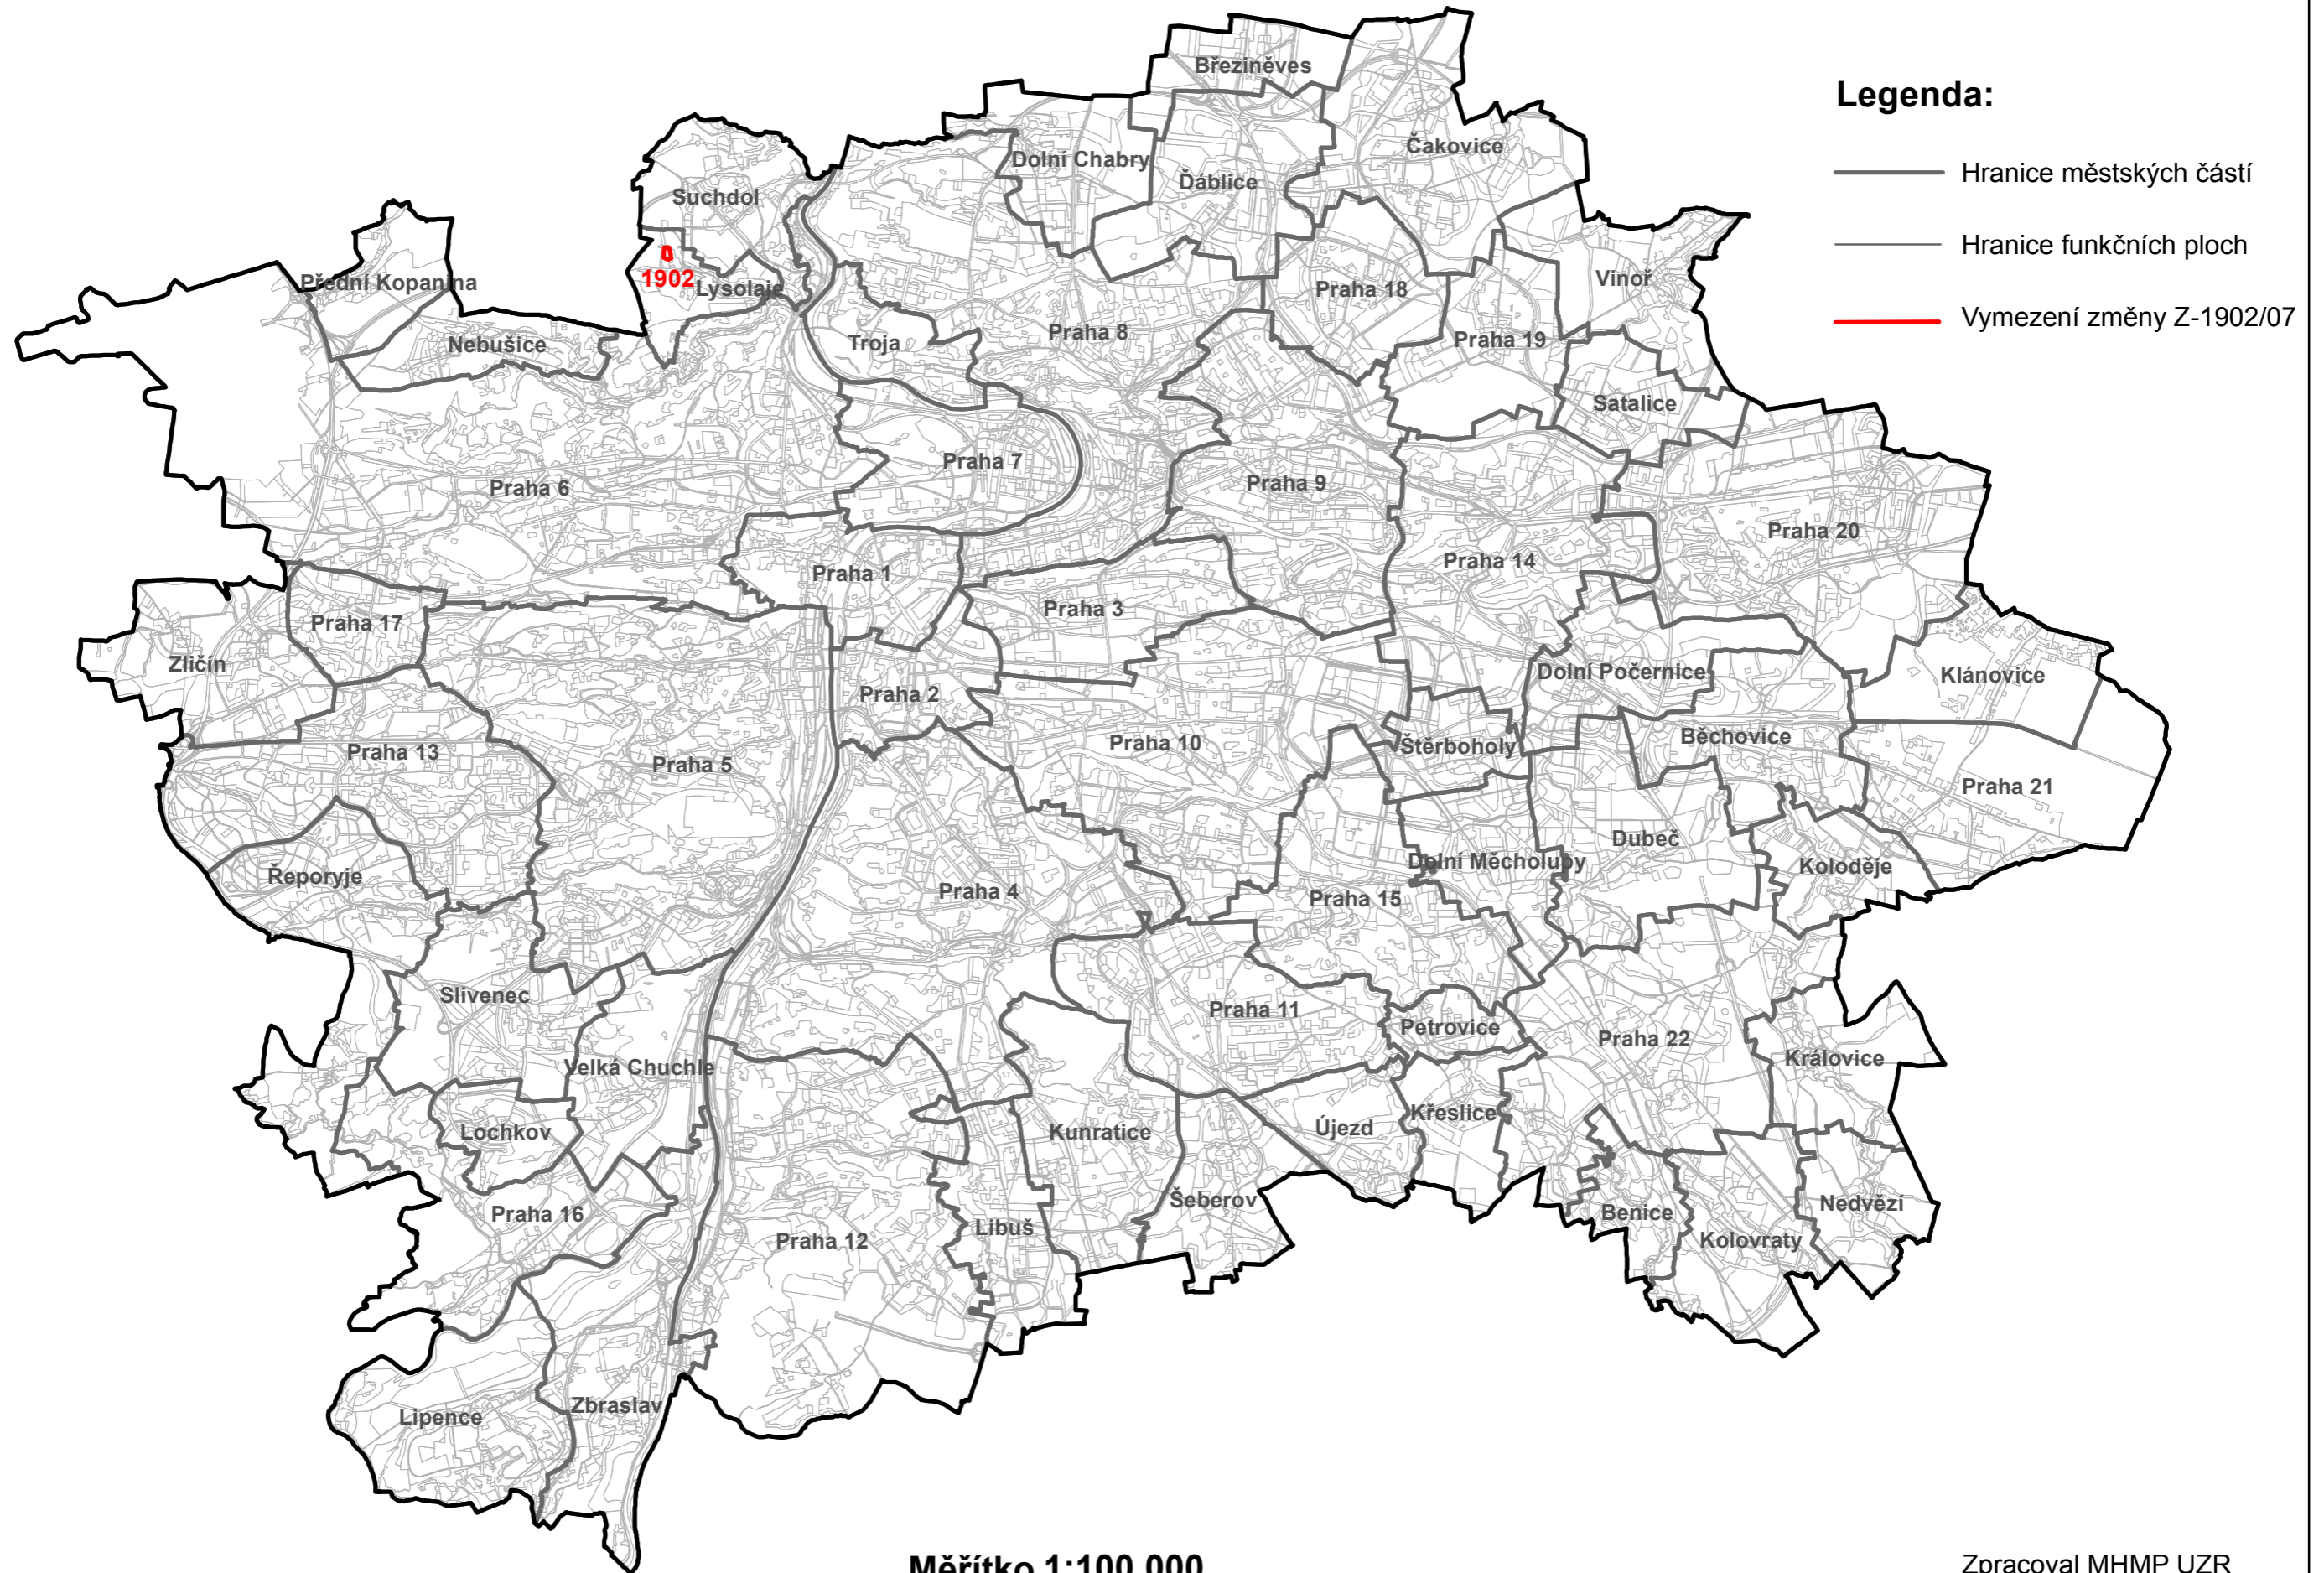 Březiněves
Legenda:
Čakovice
Dolní Chabry
Ďáblice
Hranice městských částí
Suchdol
Hranice funkčních ploch
1902
Lysolaje
Přední Kopanina
Praha 18
Vinoř
Vymezení změny Z-1902/07
Nebušice
Troja
Praha 8
Praha 19
Satalice
Praha 7
Praha 6
Praha 9
Praha 20
Praha 1
Praha 14
Praha 3
Praha 17
Zličín
Dolní Počernice
Klánovice
Praha 2
Praha 13
Praha 5
Praha 10
Štěrboholy
Běchovice
Praha 21
Řeporyje
Praha 4
Dolní Měcholupy
Dubeč
Koloděje
Praha 15
Slivenec
Praha 11
Petrovice
Praha 22
Královice
Velká Chuchle
Lochkov
Kunratice
Újezd
Křeslice
Praha 16
Praha 12
Libuš
Šeberov
Benice
Nedvězí
Kolovraty
Lipence
Zbraslav
Měřítko 1:100 000
Zpracoval MHMP UZR